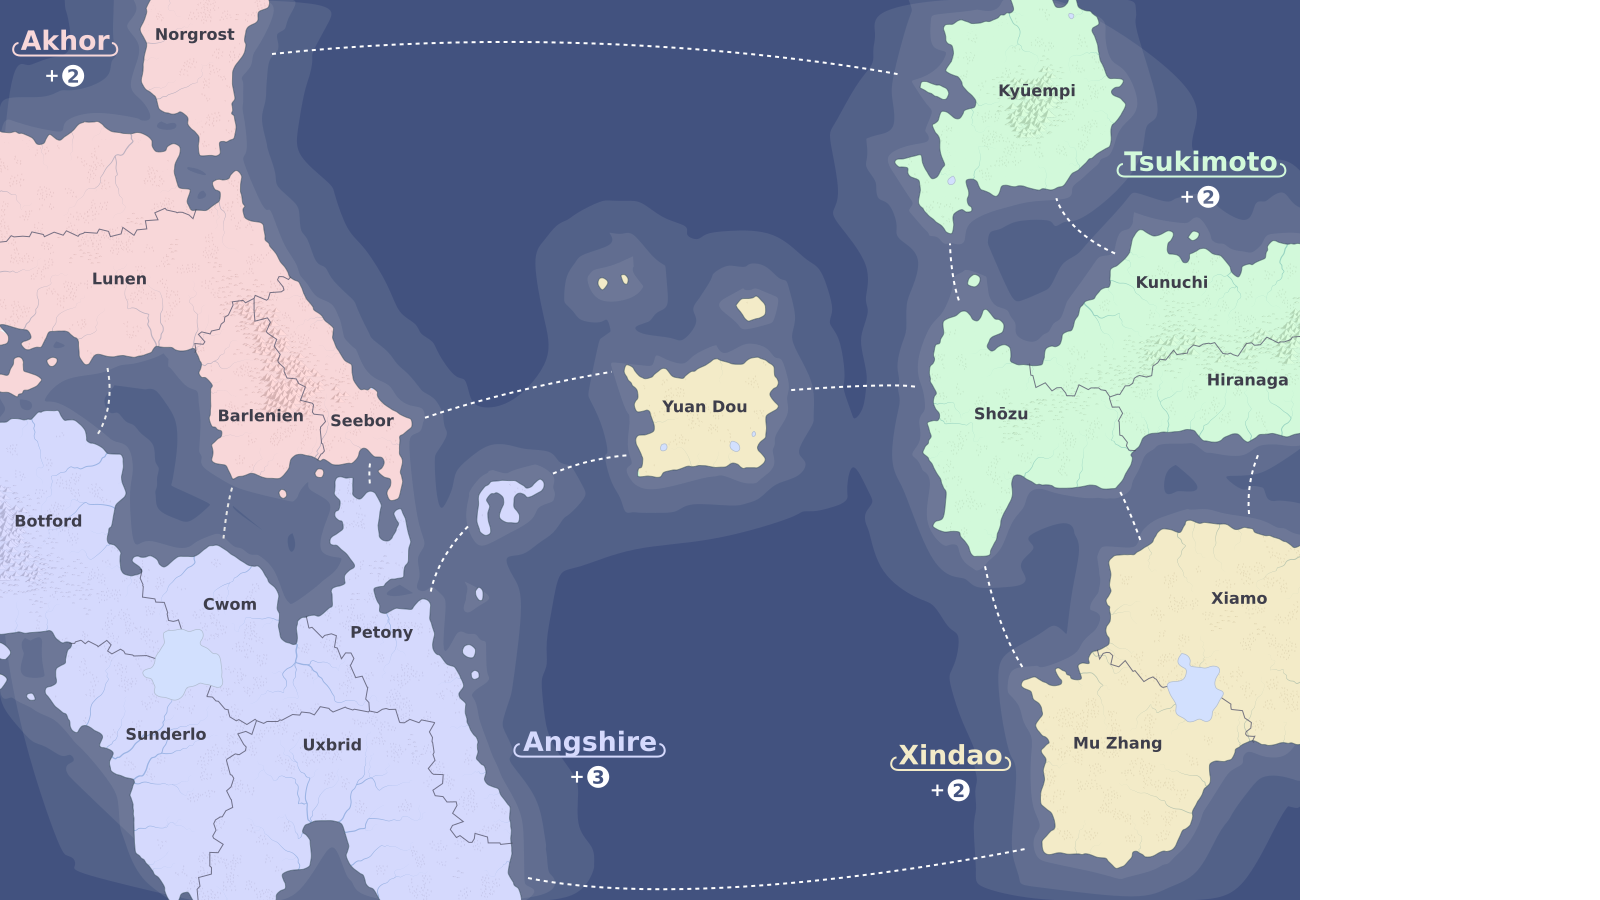 Norgrost
Akhor
+2
Kyūempi
Tsukimoto
+2
Lunen
Kunuchi
Hiranaga
Yuan Dou
Shōzu
Barlenien
Seebor
Botford
Xiamo
Cwom
Petony
Sunderlo
Uxbrid
Angshire
+3
Mu Zhang
Xindao
+2